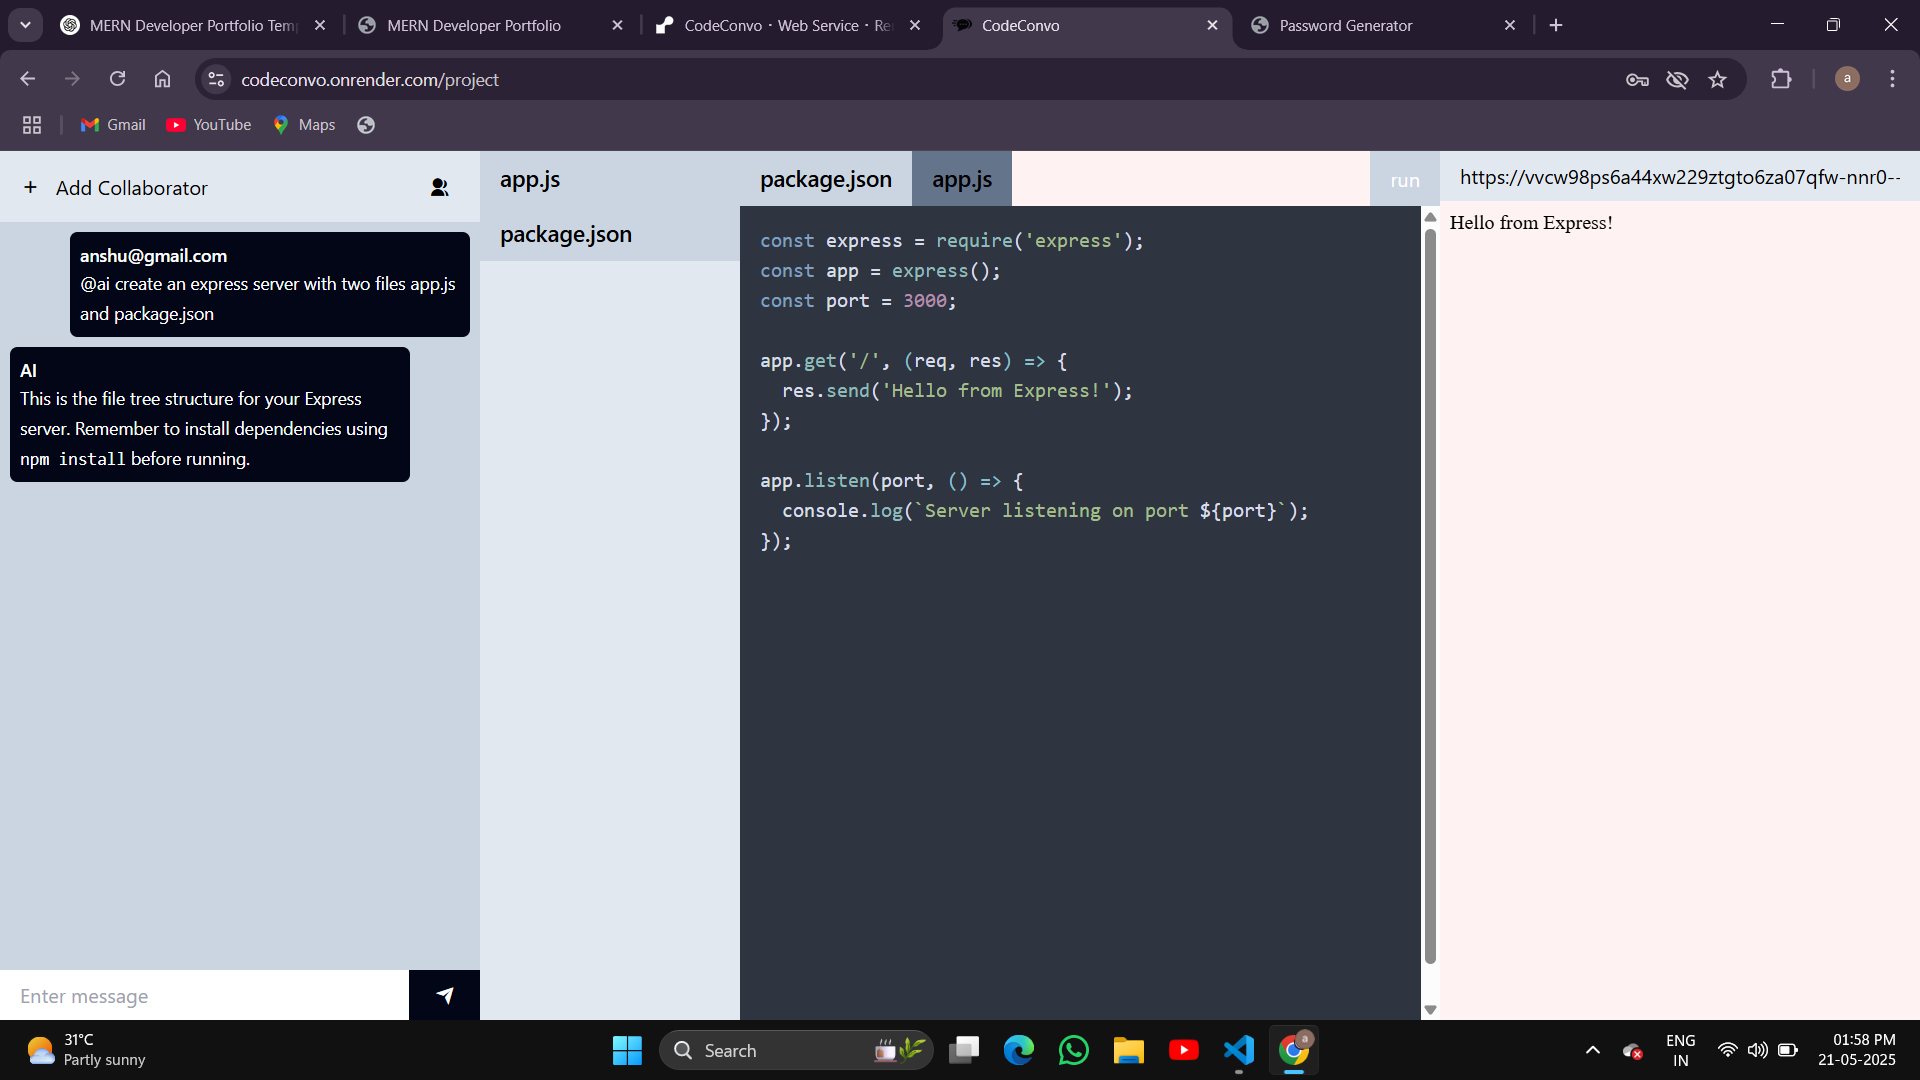 MERN Developer Portfolio Tem
MERN Developer Portfolio
CodeConvo · Web Service · Re
CodeConvo
Password Generator
codeconvo.onrender.com/project
a
Gmail
YouTube
Maps
+ Add Collaborator
anshu@gmail.com
@ai create an express server with two files app.js
and package.json
AI
This is the file tree structure for your Express
server. Remember to install dependencies using
npm install before running.
Enter message
app.js
package.json
package.json
app.js
run
const express = require('express');
const app = express();
const port = 3000;
app.get('/', (req, res) => {
  res.send('Hello from Express!');
});
app.listen(port, () => {
  console.log(`Server listening on port ${port}`);
});
https://vvcw98ps6a44xw229ztgto6za07qfw-nnr0--
Hello from Express!
31°C
Partly sunny
Search
a
ENG
IN
01:58 PM
21-05-2025